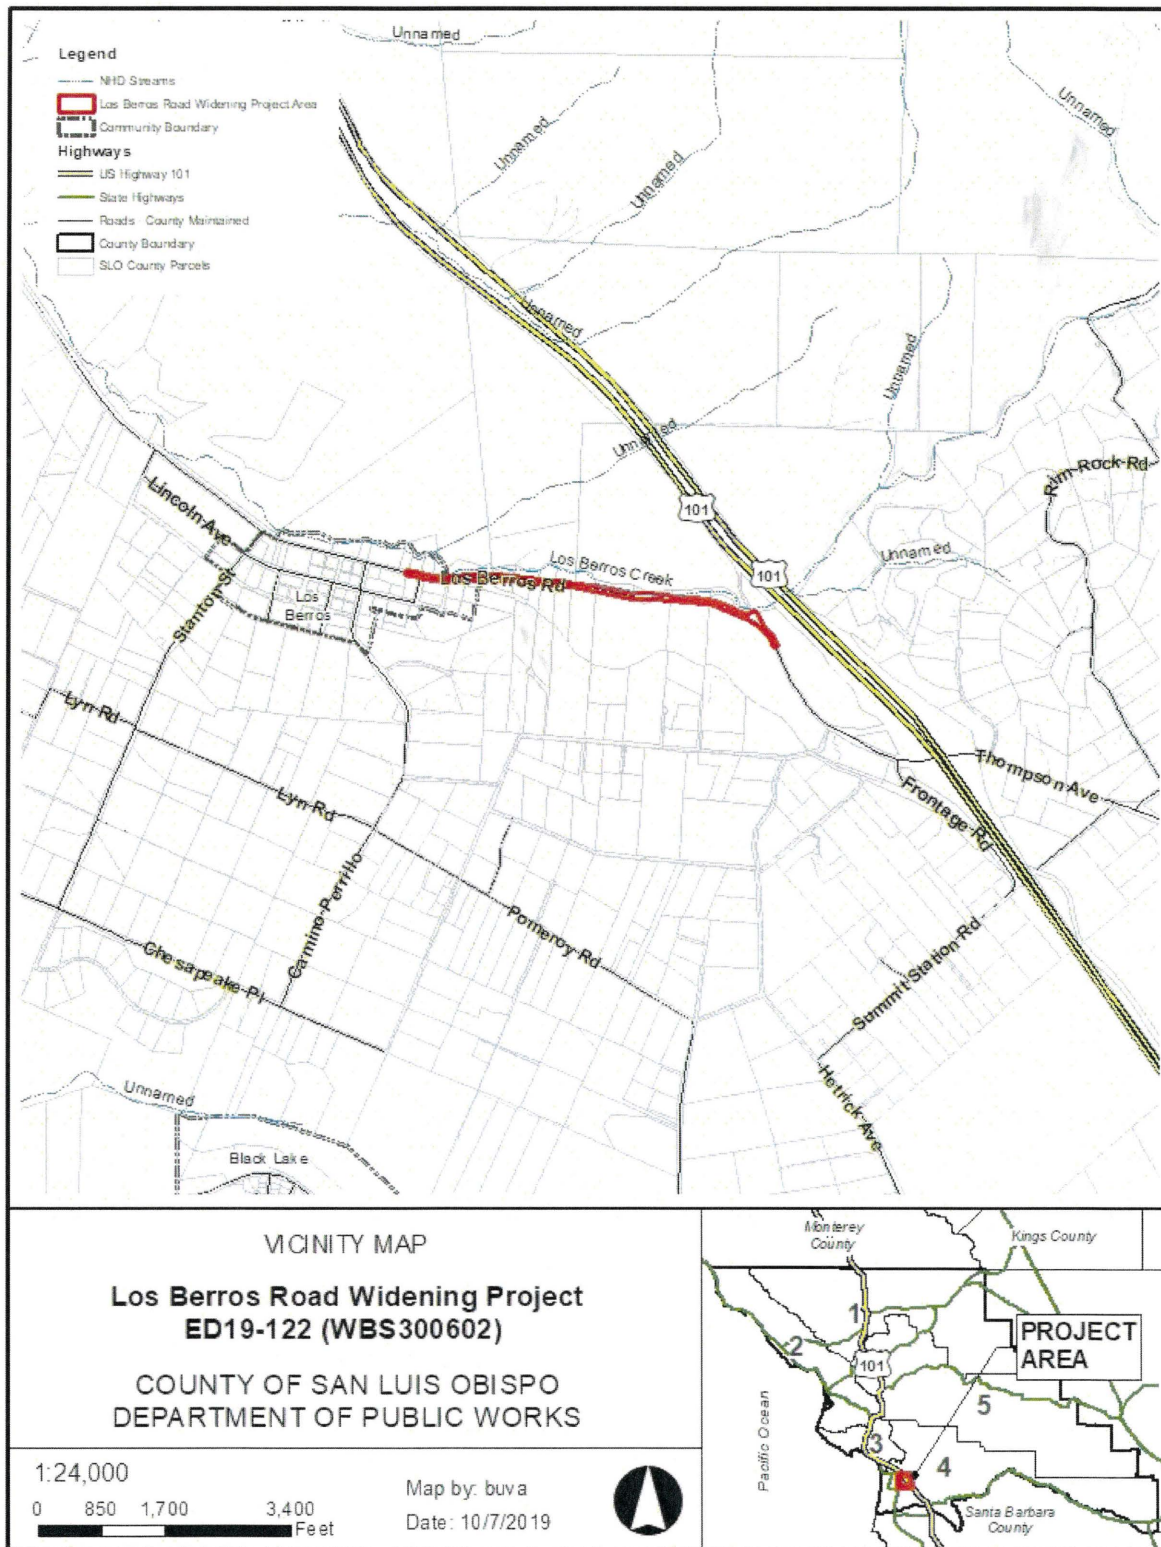 Legend
NHD Streams
Los Berros Road Widening Project Area
Community Boundary
Highways
US Highway 101
State Highways
Roads County Maintained
County Boundary
SLO County Parcels
Unnamed
Unnamed
Unnamed
Unnamed
Unnamed
Unnamed
Unnamed
Unnamed
Rim Rock Rd
101
101
Lincoln Ave
Stanton St
Los
Berros
Los Berros Rd
Los Berros Creek
Lyn Rd
Lyn Rd
Thompson Ave
Frontage Rd
Camino Perrillo
Pomeroy Rd
Chesapeake Pl
Summit Station Rd
Hetrick Ave
Unnamed
Black Lake
VICINITY MAP
Los Berros Road Widening Project
ED19-122 (WBS300602)
COUNTY OF SAN LUIS OBISPO
DEPARTMENT OF PUBLIC WORKS
1:24,000
0 850 1,700 3,400
Feet
Map by: buva
Date: 10/7/2019
Monterey
County
Kings County
1
2
101
PROJECT
AREA
5
3
4
Pacific Ocean
Santa Barbara
County